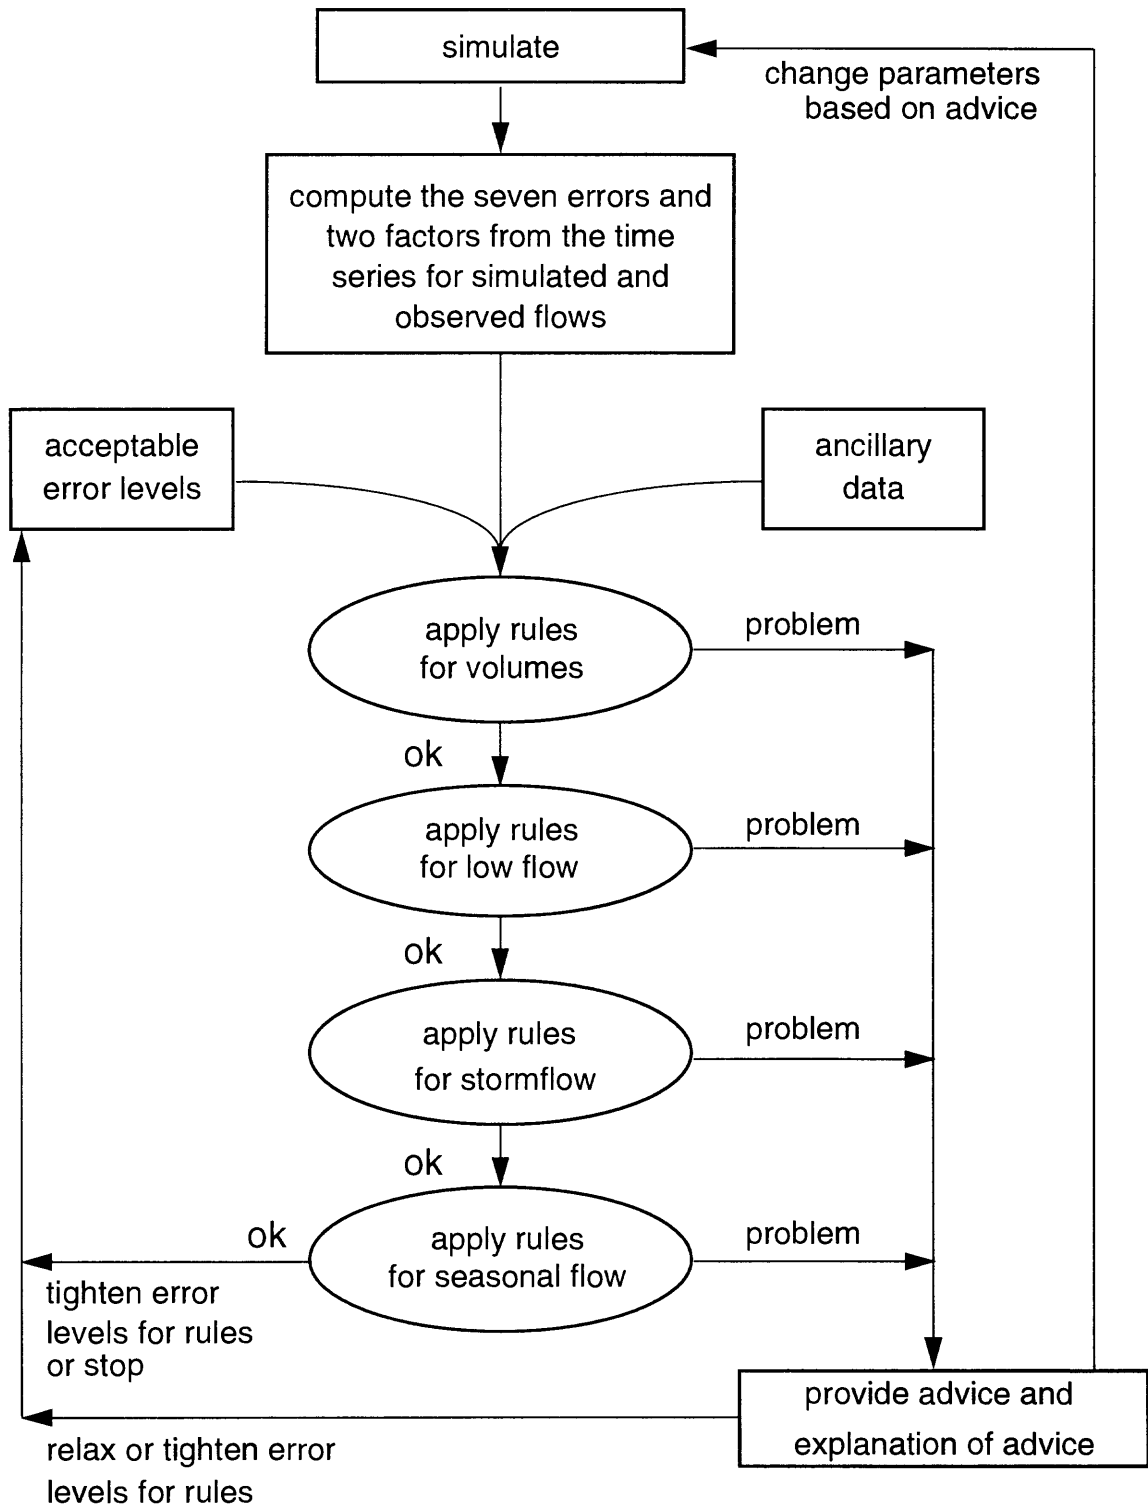 simulate
change parameters
based on advice
compute the seven errors and
two factors from the time
series for simulated and
observed flows
acceptable
error levels
ancillary
data
apply rules
for volumes
problem
ok
apply rules
for low flow
problem
ok
apply rules
for stormflow
problem
ok
apply rules
for seasonal flow
problem
ok
tighten error
levels for rules
or stop
provide advice and
explanation of advice
relax or tighten error
levels for rules